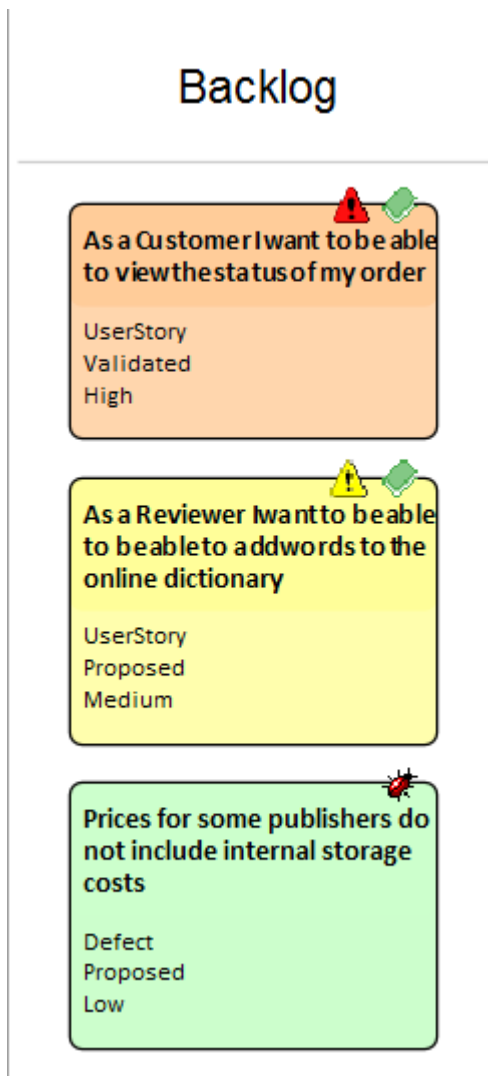 Backlog
As a Customer I want to be able
to view the status of my order
UserStory
Validated
High
As a Reviewer I want to be able
to be able to add words to the
online dictionary
UserStory
Proposed
Medium
Prices for some publishers do
not include internal storage
costs
Defect
Proposed
Low